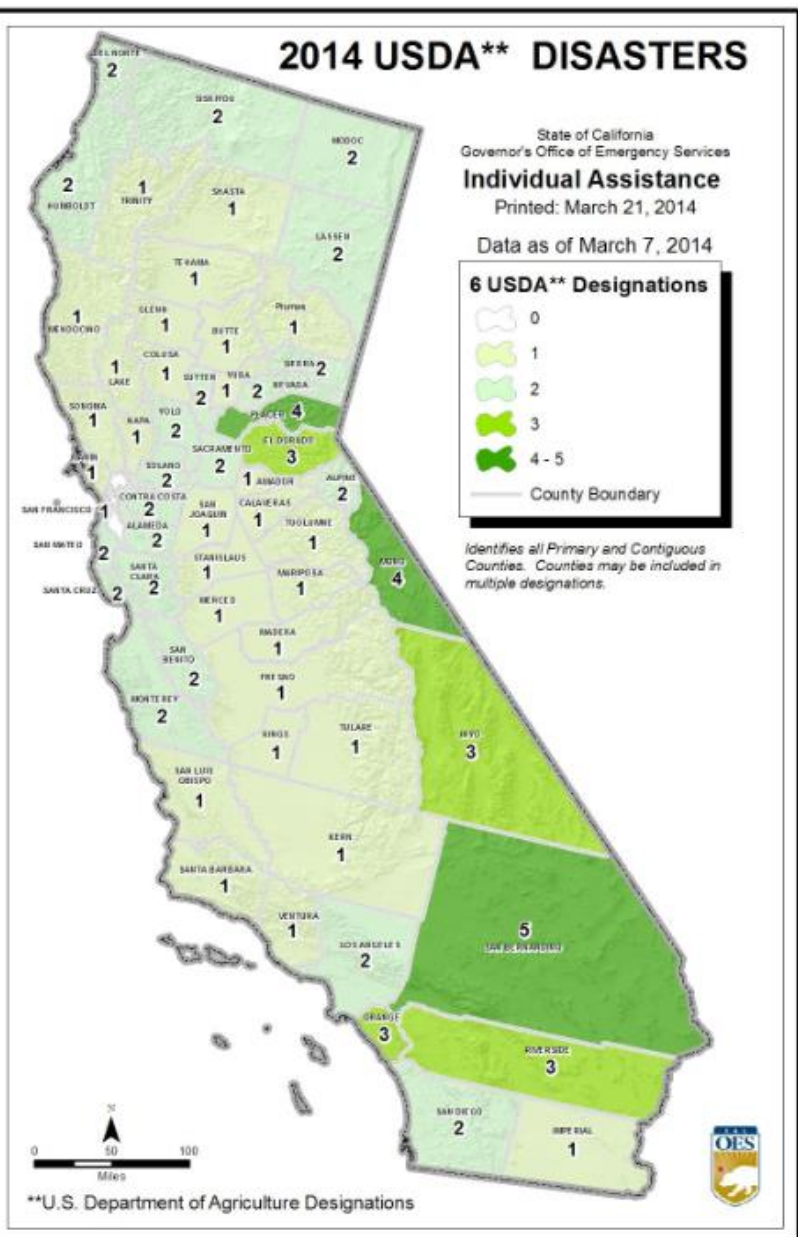 2014 USDA** DISASTERS
State of California
Governor's Office of Emergency Services
Individual Assistance
Printed: March 21, 2014
Data as of March 7, 2014
6 USDA** Designations
0
1
2
3
4 - 5
County Boundary
Identifies all Primary and Contiguous
Counties. Counties may be included in
multiple designations.
DEL NORTE
2
SISKIYOU
2
MODOC
2
2
HUMBOLDT
1
TRINITY
SHASTA
1
LASSEN
2
TEHAMA
1
Plumas
1
1
MENDOCINO
GLENN
1
BUTTE
1
COLUSA
1
1
LAKE
SUTTER
2
YUBA
1
SIERRA
2
2
NEVADA
PLACER
4
SONOMA
1
NAPA
1
YOLO
2
EL DORADO
3
SACRAMENTO
2
1
AMADOR
ALPINE
2
MARIN
1
SOLANO
2
SAN FRANCISCO
1
CONTRA COSTA
2
ALAMEDA
2
SAN
JOAQUIN
1
CALAVERAS
1
TUOLUMNE
1
MONO
4
SAN MATEO
2
SANTA
CLARA
2
STANISLAUS
1
MARIPOSA
1
SANTA CRUZ
2
MERCED
1
MADERA
1
SAN
BENITO
2
FRESNO
1
MONTEREY
2
KINGS
1
TULARE
1
INYO
3
SAN LUIS
OBISPO
1
KERN
1
SANTA BARBARA
1
VENTURA
1
LOS ANGELES
2
5
SAN BERNARDINO
ORANGE
3
RIVERSIDE
3
SAN DIEGO
2
IMPERIAL
1
N
0
50
100
Miles
CAL
OES
**U.S. Department of Agriculture Designations